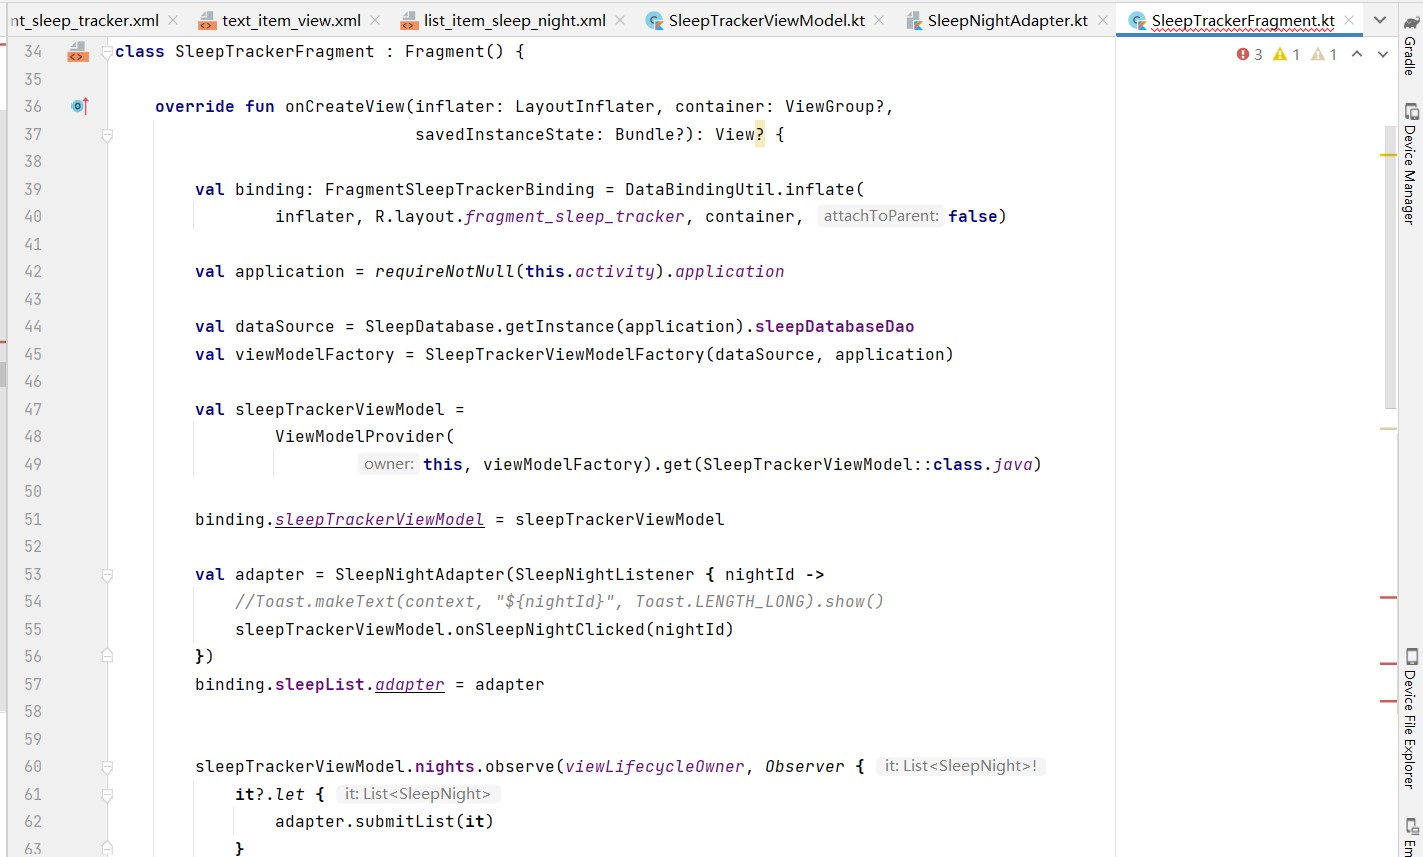 nt_sleep_tracker.xml text_item_view.xml list_item_sleep_night.xml SleepTrackerViewModel.kt SleepNightAdapter.kt SleepTrackerFragment.kt
3 1 1
34 class SleepTrackerFragment : Fragment() {
35
36 override fun onCreateView(inflater: LayoutInflater, container: ViewGroup?,
37 savedInstanceState: Bundle?): View? {
38
39 val binding: FragmentSleepTrackerBinding = DataBindingUtil.inflate(
40 inflater, R.layout.fragment_sleep_tracker, container, attachToParent: false)
41
42 val application = requireNotNull(this.activity).application
43
44 val dataSource = SleepDatabase.getInstance(application).sleepDatabaseDao
45 val viewModelFactory = SleepTrackerViewModelFactory(dataSource, application)
46
47 val sleepTrackerViewModel =
48 ViewModelProvider(
49 owner: this, viewModelFactory).get(SleepTrackerViewModel::class.java)
50
51 binding.sleepTrackerViewModel = sleepTrackerViewModel
52
53 val adapter = SleepNightAdapter(SleepNightListener { nightId ->
54 //Toast.makeText(context, "${nightId}", Toast.LENGTH_LONG).show()
55 sleepTrackerViewModel.onSleepNightClicked(nightId)
56 })
57 binding.sleepList.adapter = adapter
58
59
60 sleepTrackerViewModel.nights.observe(viewLifecycleOwner, Observer { it: List<SleepNight>!
61 it?.let { it: List<SleepNight>
62 adapter.submitList(it)
63 }
Gradle
Device Manager
Device File Explorer
Em